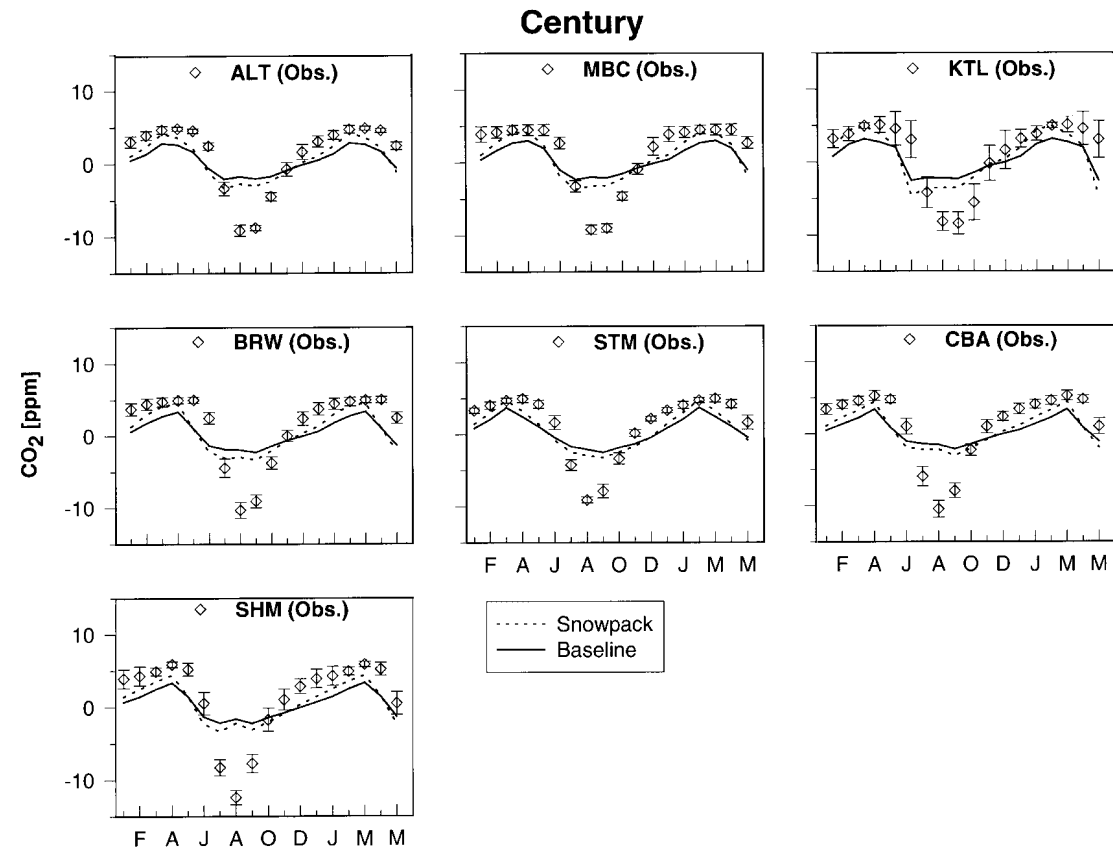 Century
ALT (Obs.) MBC (Obs.) KTL (Obs.)
10
0
-10
BRW (Obs.) STM (Obs.) CBA (Obs.)
10
0
-10
CO2 [ppm]
F A J A O D J M M F A J A O D J M M
SHM (Obs.)
10
0
-10
F A J A O D J M M
Snowpack
Baseline